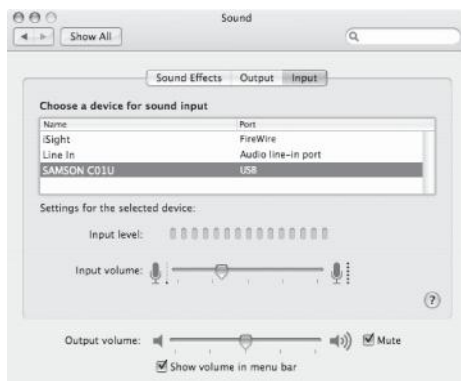 Sound
Show All
Sound Effects Output Input
Choose a device for sound input
Name Port
iSight FireWire
Line In Audio line-in port
SAMSON C01U USB
Settings for the selected device:
Input level:
Input volume:
?
Output volume: Mute
Show volume in menu bar